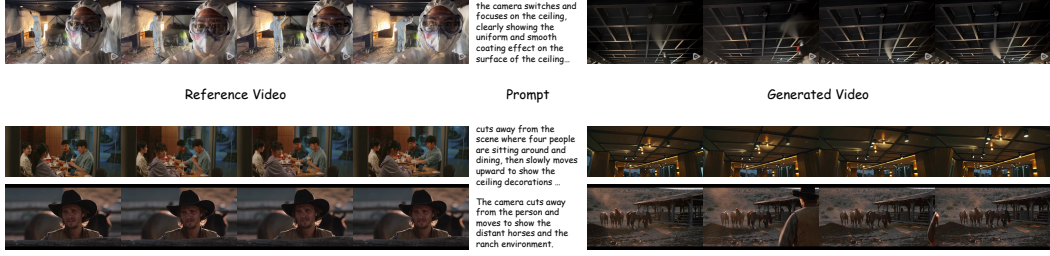 the camera switches and
focuses on the ceiling,
clearly showing the
uniform and smooth
coating effect on the
surface of the ceiling...
Reference Video
Prompt
Generated Video
cuts away from the
scene where four people
are sitting around and
dining, then slowly moves
upward to show the
ceiling decorations ...
The camera cuts away
from the person and
moves to show the
distant horses and the
ranch environment.